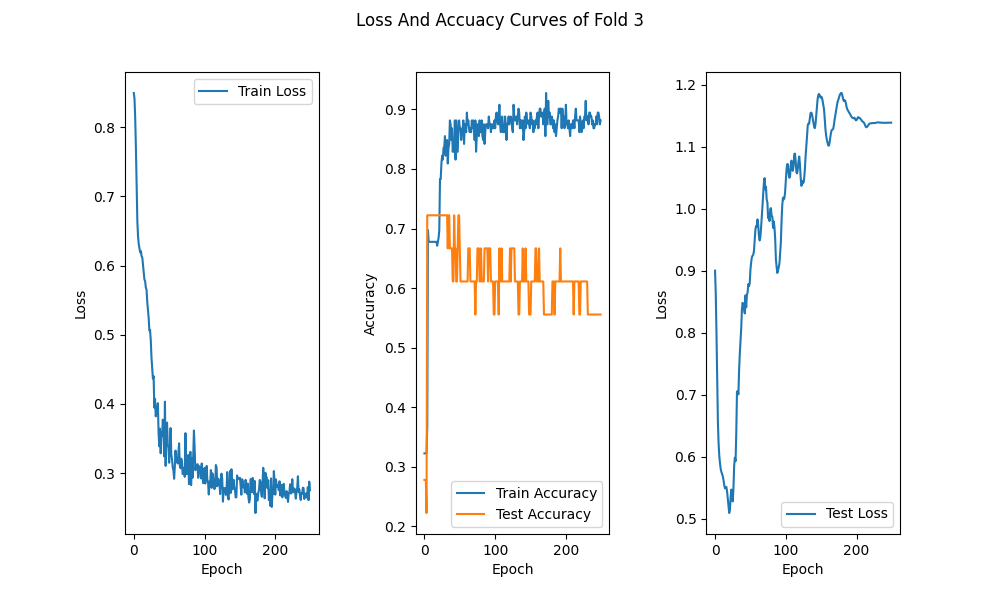 Loss And Accuacy Curves of Fold 3
Train Loss
0.8
0.7
0.6
0.5
0.4
0.3
Loss
0
100
200
Epoch
0.9
0.8
0.7
0.6
0.5
0.4
0.3
0.2
Accuracy
Train Accuracy
Test Accuracy
0
100
200
Epoch
1.2
1.1
1.0
0.9
0.8
0.7
0.6
0.5
Loss
Test Loss
0
100
200
Epoch